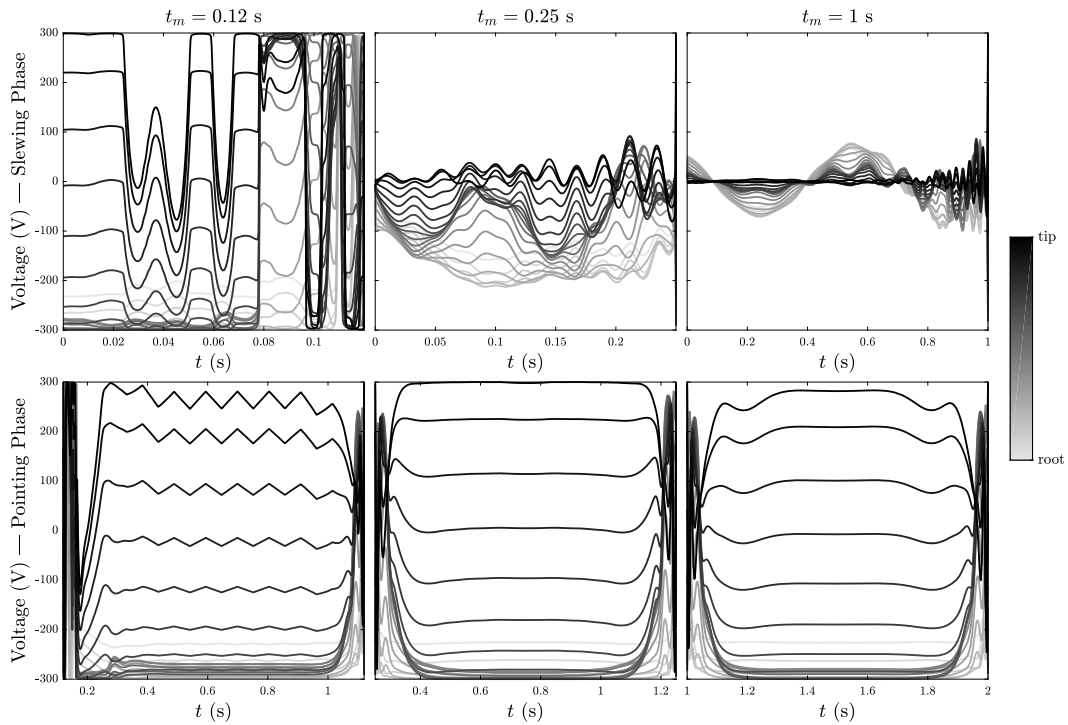 t_m = 0.12 s
t_m = 0.25 s
t_m = 1 s
Voltage (V) — Slewing Phase
300
200
100
0
-100
-200
-300
0 0.02 0.04 0.06 0.08 0.1
0 0.05 0.1 0.15 0.2
0 0.2 0.4 0.6 0.8 1
t (s)
t (s)
t (s)
tip
root
Voltage (V) — Pointing Phase
300
200
100
0
-100
-200
-300
0.2 0.4 0.6 0.8 1
0.4 0.6 0.8 1 1.2
1 1.2 1.4 1.6 1.8 2
t (s)
t (s)
t (s)